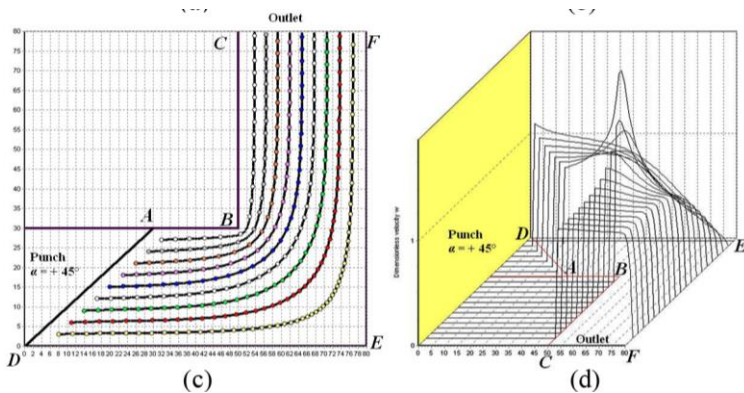 Outlet
C
F
80
75
70
65
60
55
50
45
40
35
30
25
20
15
10
5
0
A
B
Punch
α = + 45°
D
E
0 2 4 6 8 10 12 14 16 18 20 22 24 26 28 30 32 34 36 38 40 42 44 46 48 50 52 54 56 58 60 62 64 66 68 70 72 74 76 78 80
(c)
Dimensionless velocity w
1
Punch
α = + 45°
D
E
A
B
Outlet
C
F
0 5 10 15 20 25 30 35 40 45 50 55 60 65 70 75 80
(d)